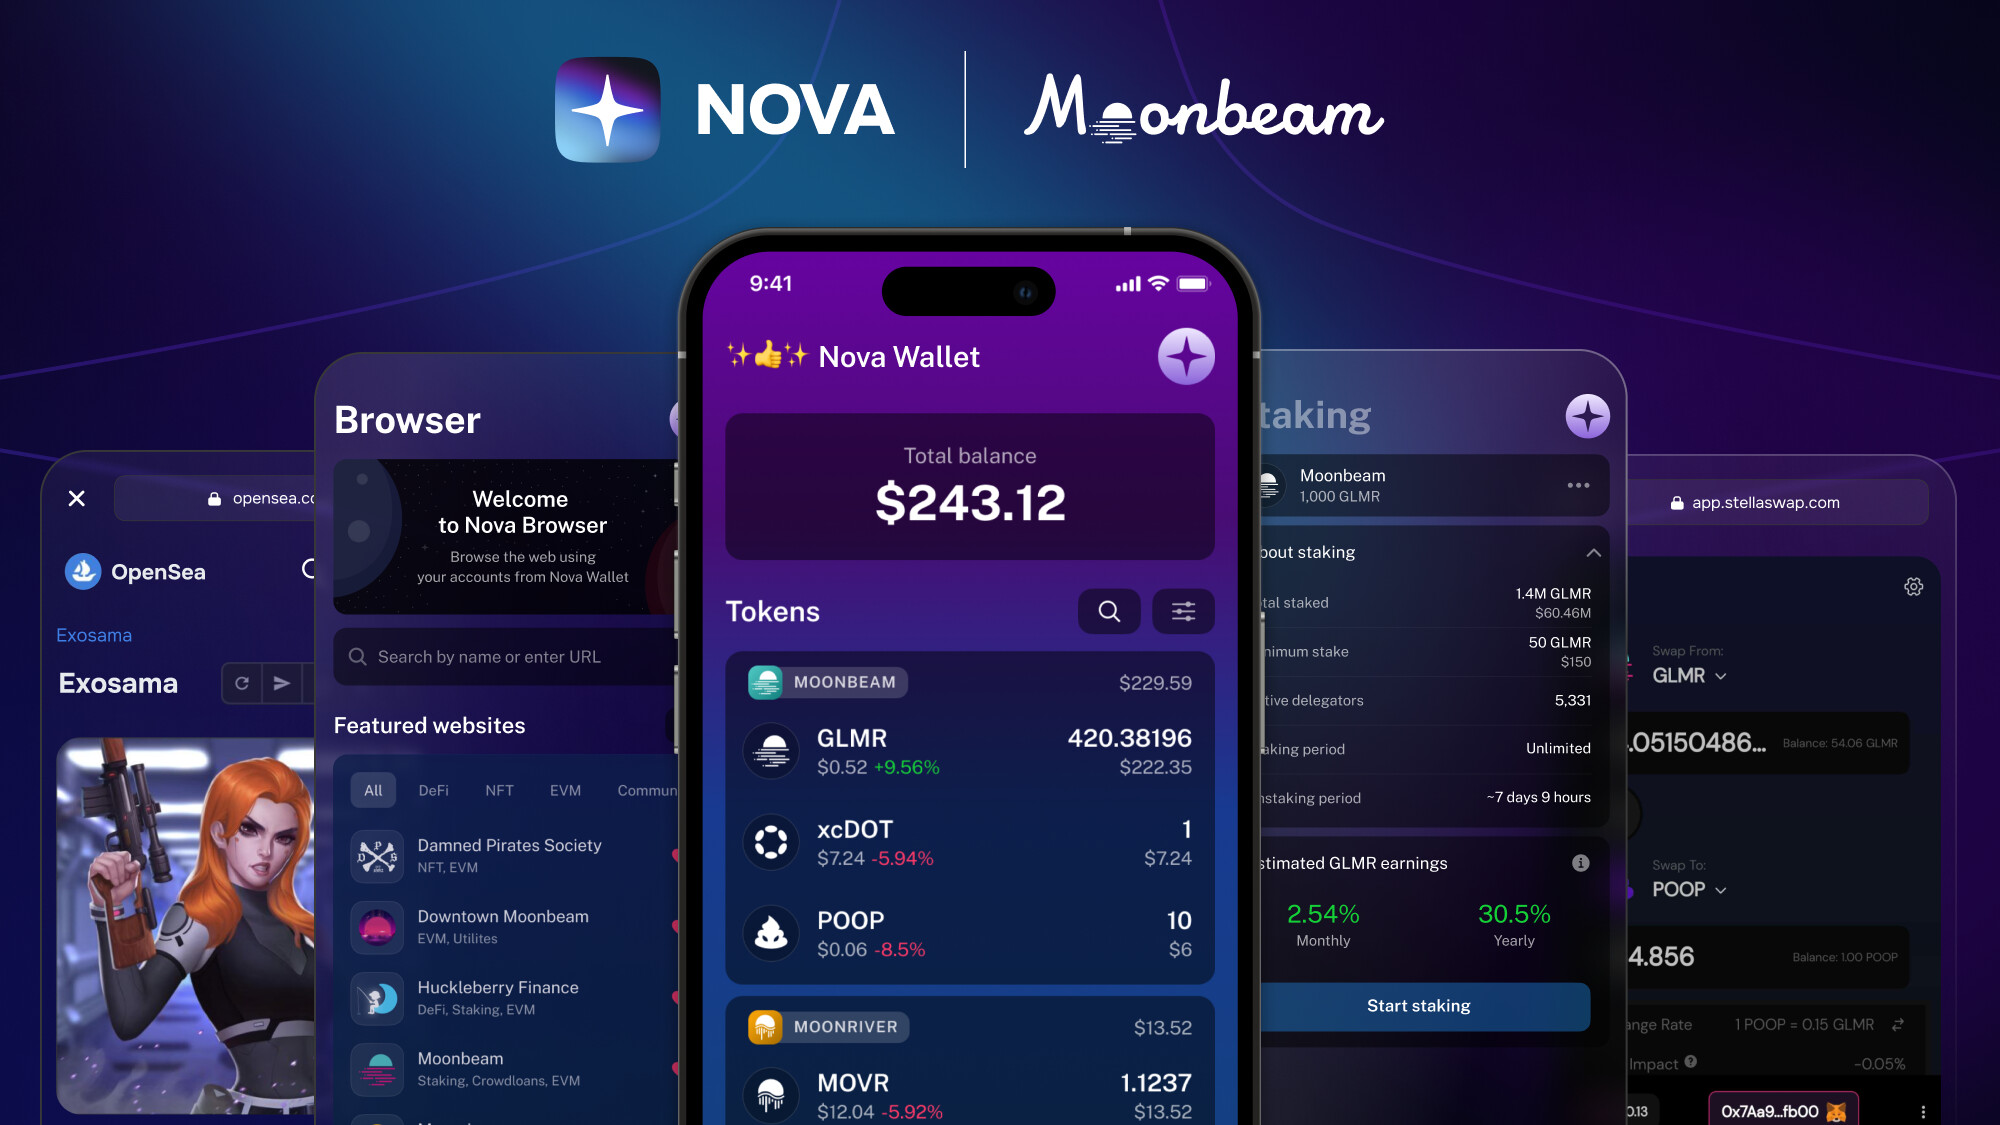 NOVA
Moonbeam
opensea.co
OpenSea
Exosama
Exosama
Browser
Welcome
to Nova Browser
Browse the web using
your accounts from Nova Wallet
Search by name or enter URL
Featured websites
All DeFi NFT EVM Commun
Damned Pirates Society
NFT, EVM
Downtown Moonbeam
EVM, Utilites
Huckleberry Finance
DeFi, Staking, EVM
Moonbeam
Staking, Crowdloans, EVM
9:41
✨👍✨ Nova Wallet
Total balance
$243.12
Tokens
MOONBEAM $229.59
GLMR 420.38196
$0.52 +9.56% $222.35
xcDOT 1
$7.24 -5.94% $7.24
POOP 10
$0.06 -8.5% $6
MOONRIVER $13.52
MOVR 1.1237
$12.04 -5.92% $13.52
taking
Moonbeam
1,000 GLMR
bout staking
tal staked 1.4M GLMR
$60.46M
nimum stake 50 GLMR
$150
tive delegators 5,331
aking period Unlimited
nstaking period ~7 days 9 hours
stimated GLMR earnings
2.54% 30.5%
Monthly Yearly
Start staking
app.stellaswap.com
Swap From:
GLMR
.05150486... Balance: 54.06 GLMR
Swap To:
POOP
4.856 Balance: 1.00 POOP
ange Rate 1 POOP = 0.15 GLMR
Impact -0.05%
0.13 0x7Aa9...fb00